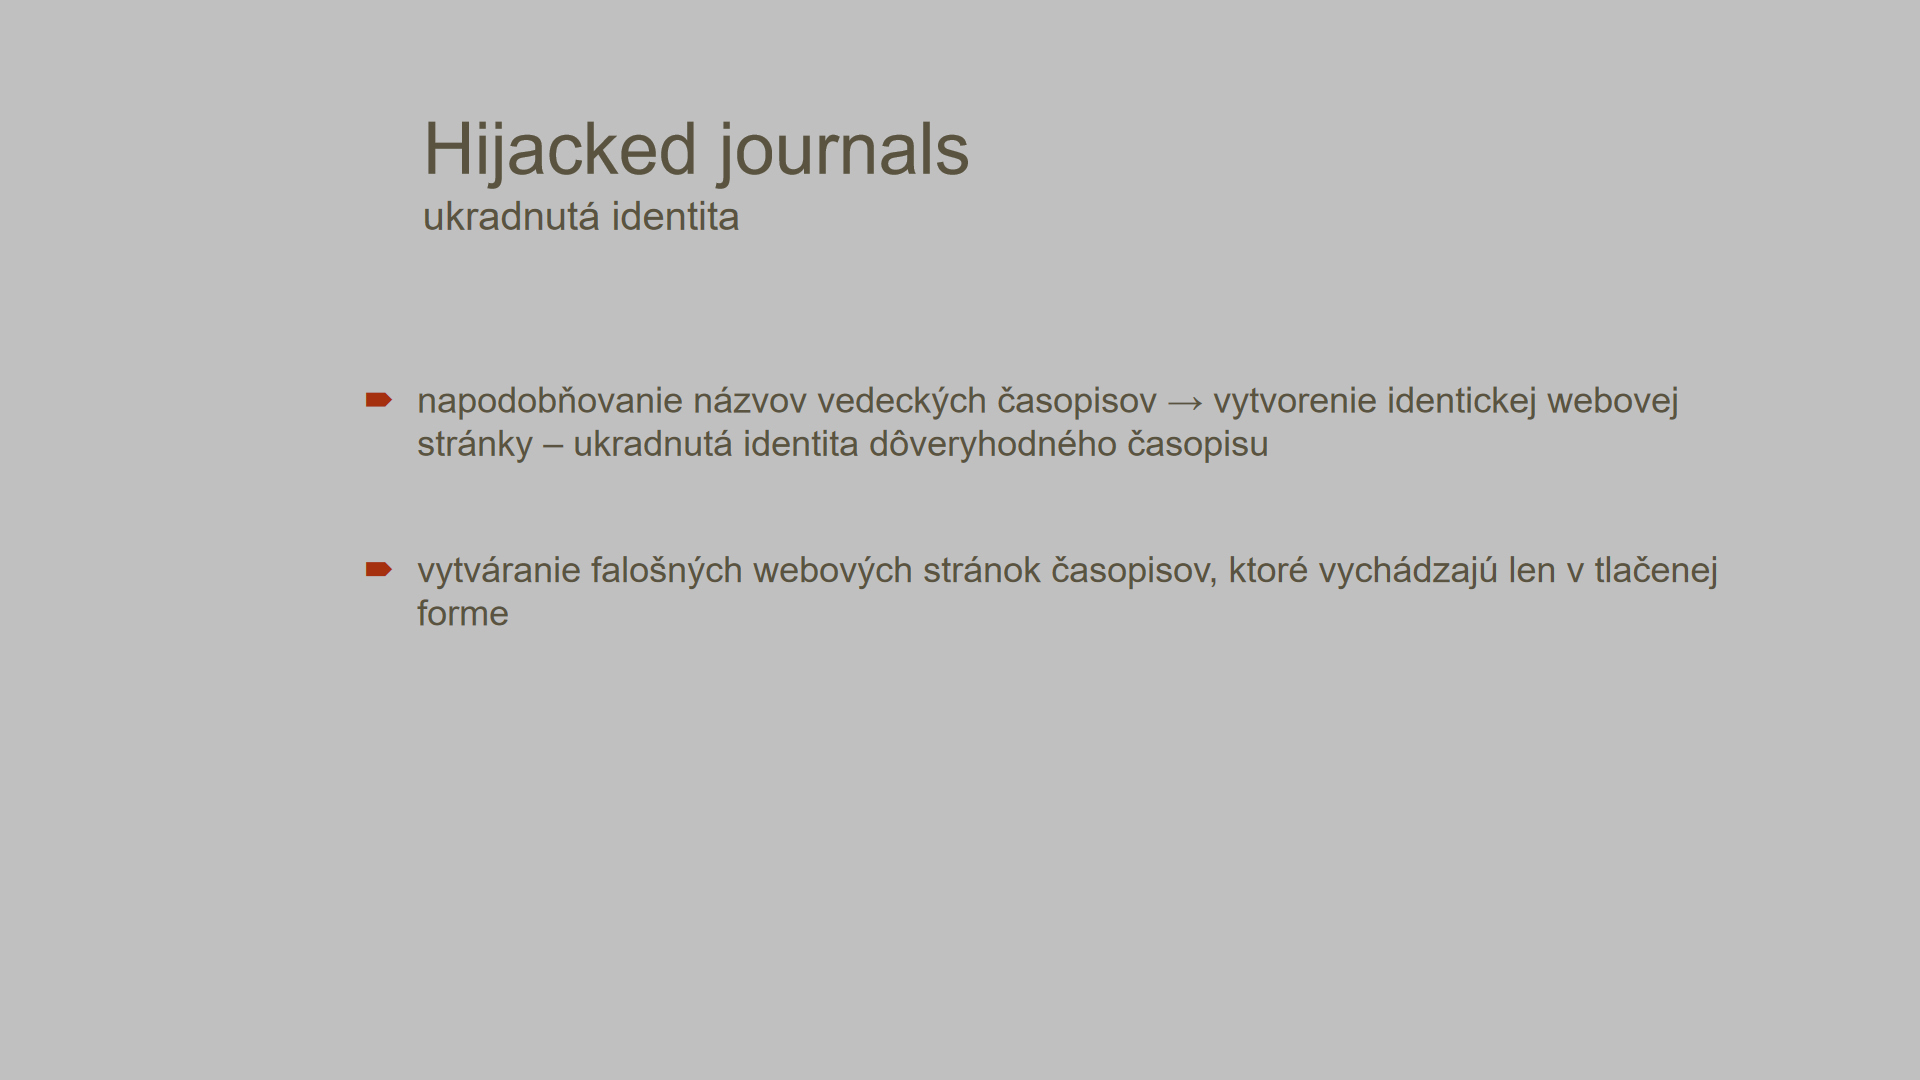 Hijacked journals
ukradnutá identita
napodobňovanie názvov vedeckých časopisov → vytvorenie identickej webovej
stránky – ukradnutá identita dôveryhodného časopisu
vytváranie falošných webových stránok časopisov, ktoré vychádzajú len v tlačenej
forme